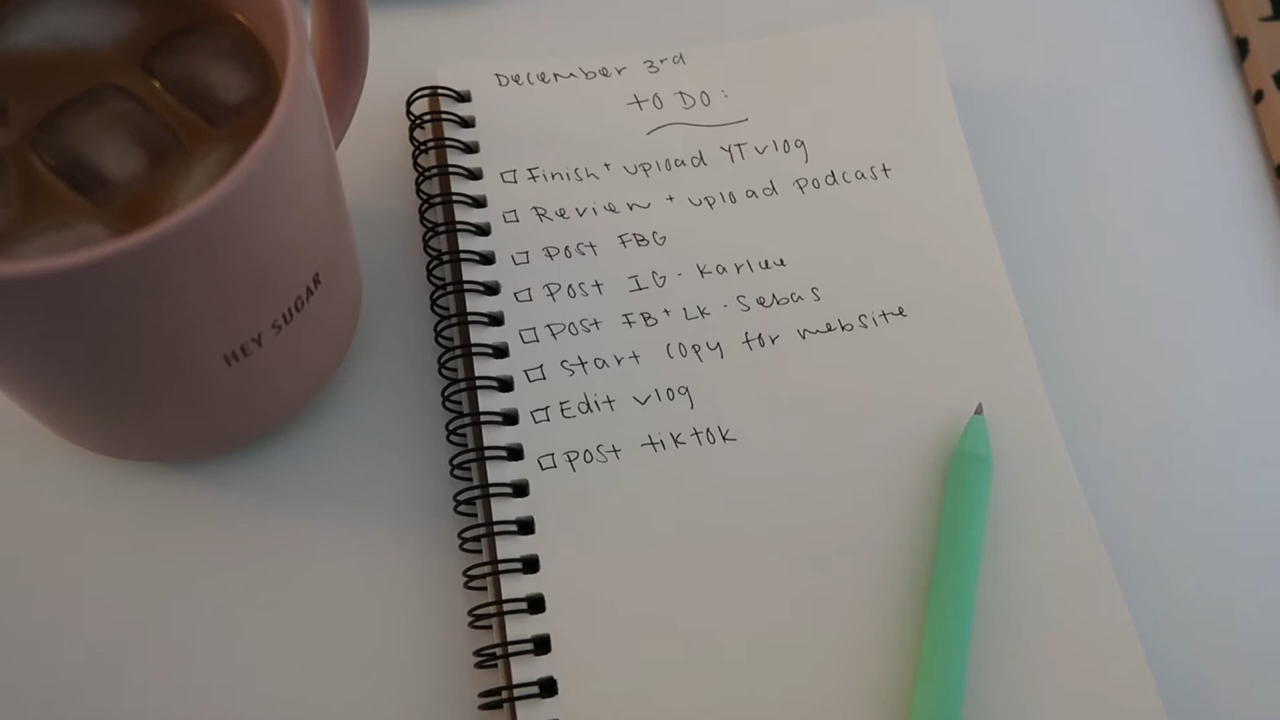 HEY SUGAR
December 3rd
TO DO:
Finish + upload YT vlog
Review + upload podcast
Post FBG
Post IG - Karlee
Post FB + LK - Sebas
Start copy for website
Edit vlog
post tiktok